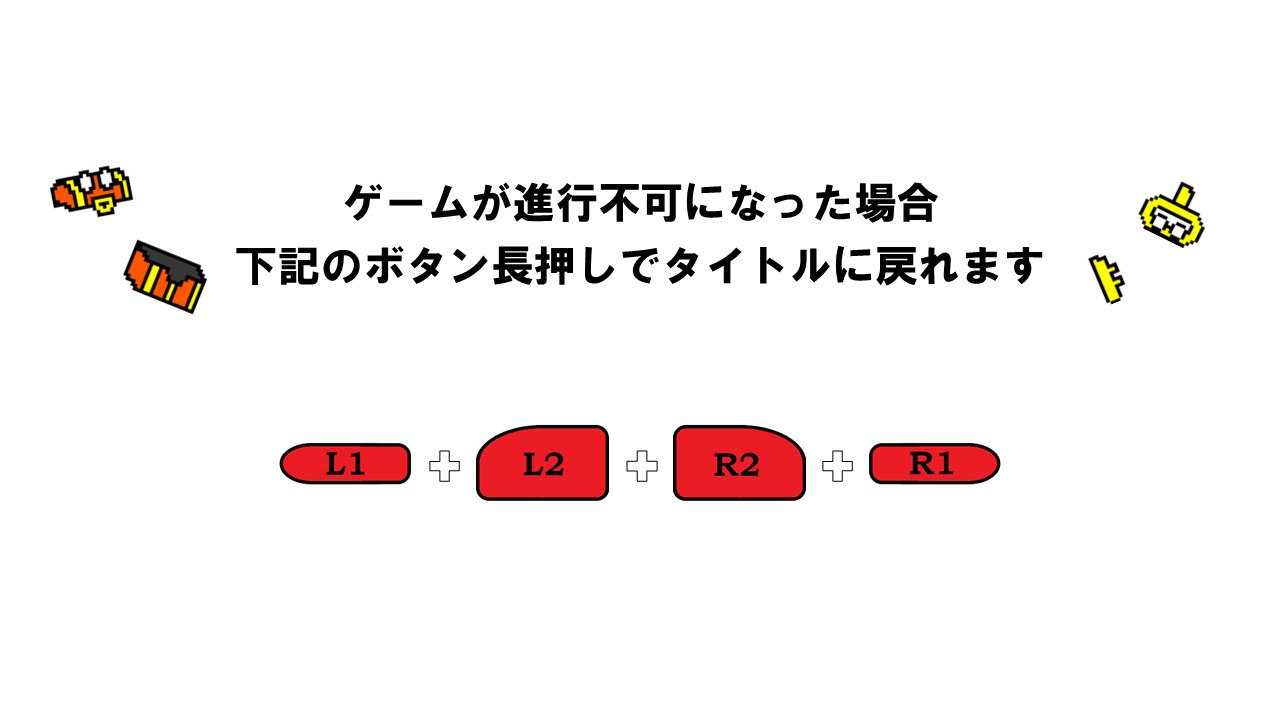 ゲームが進行不可になった場合
下記のボタン長押しでタイトルに戻れます
L1 + L2 + R2 + R1